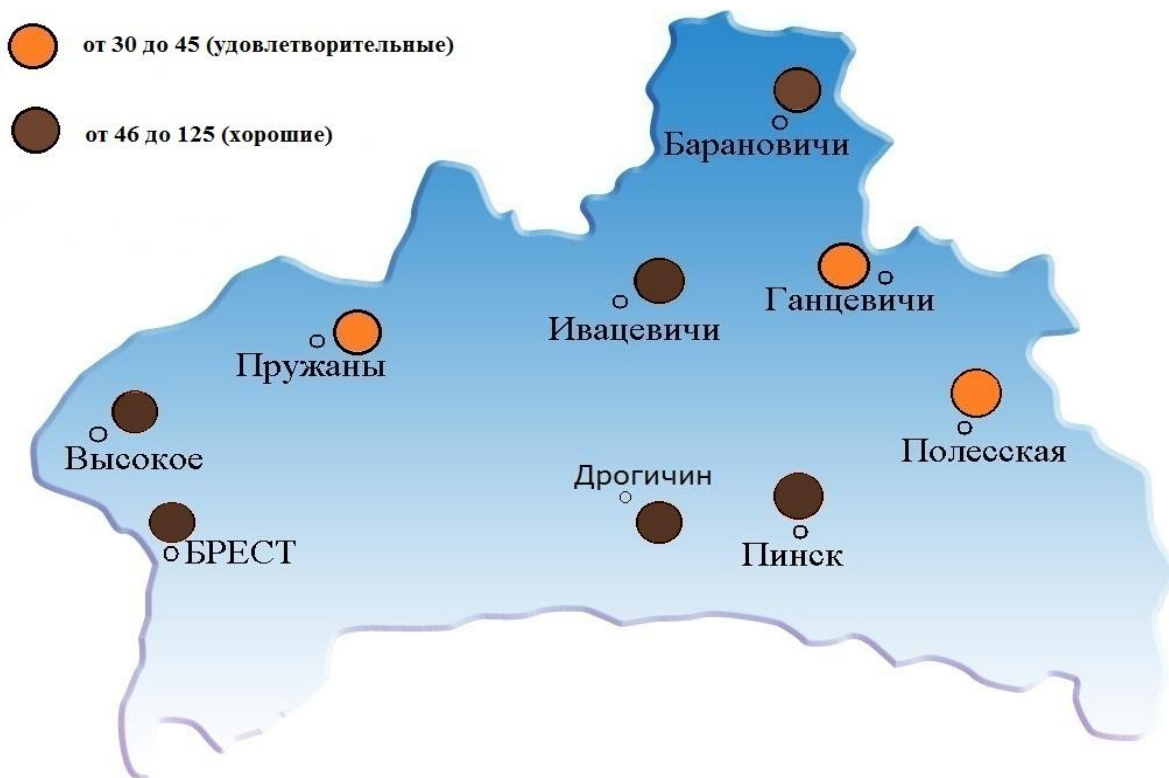 от 30 до 45 (удовлетворительные)
от 46 до 125 (хорошие)
Барановичи
Ганцевичи
Ивацевичи
Пружаны
Полесская
Высокое
Дрогичин
БРЕСТ
Пинск